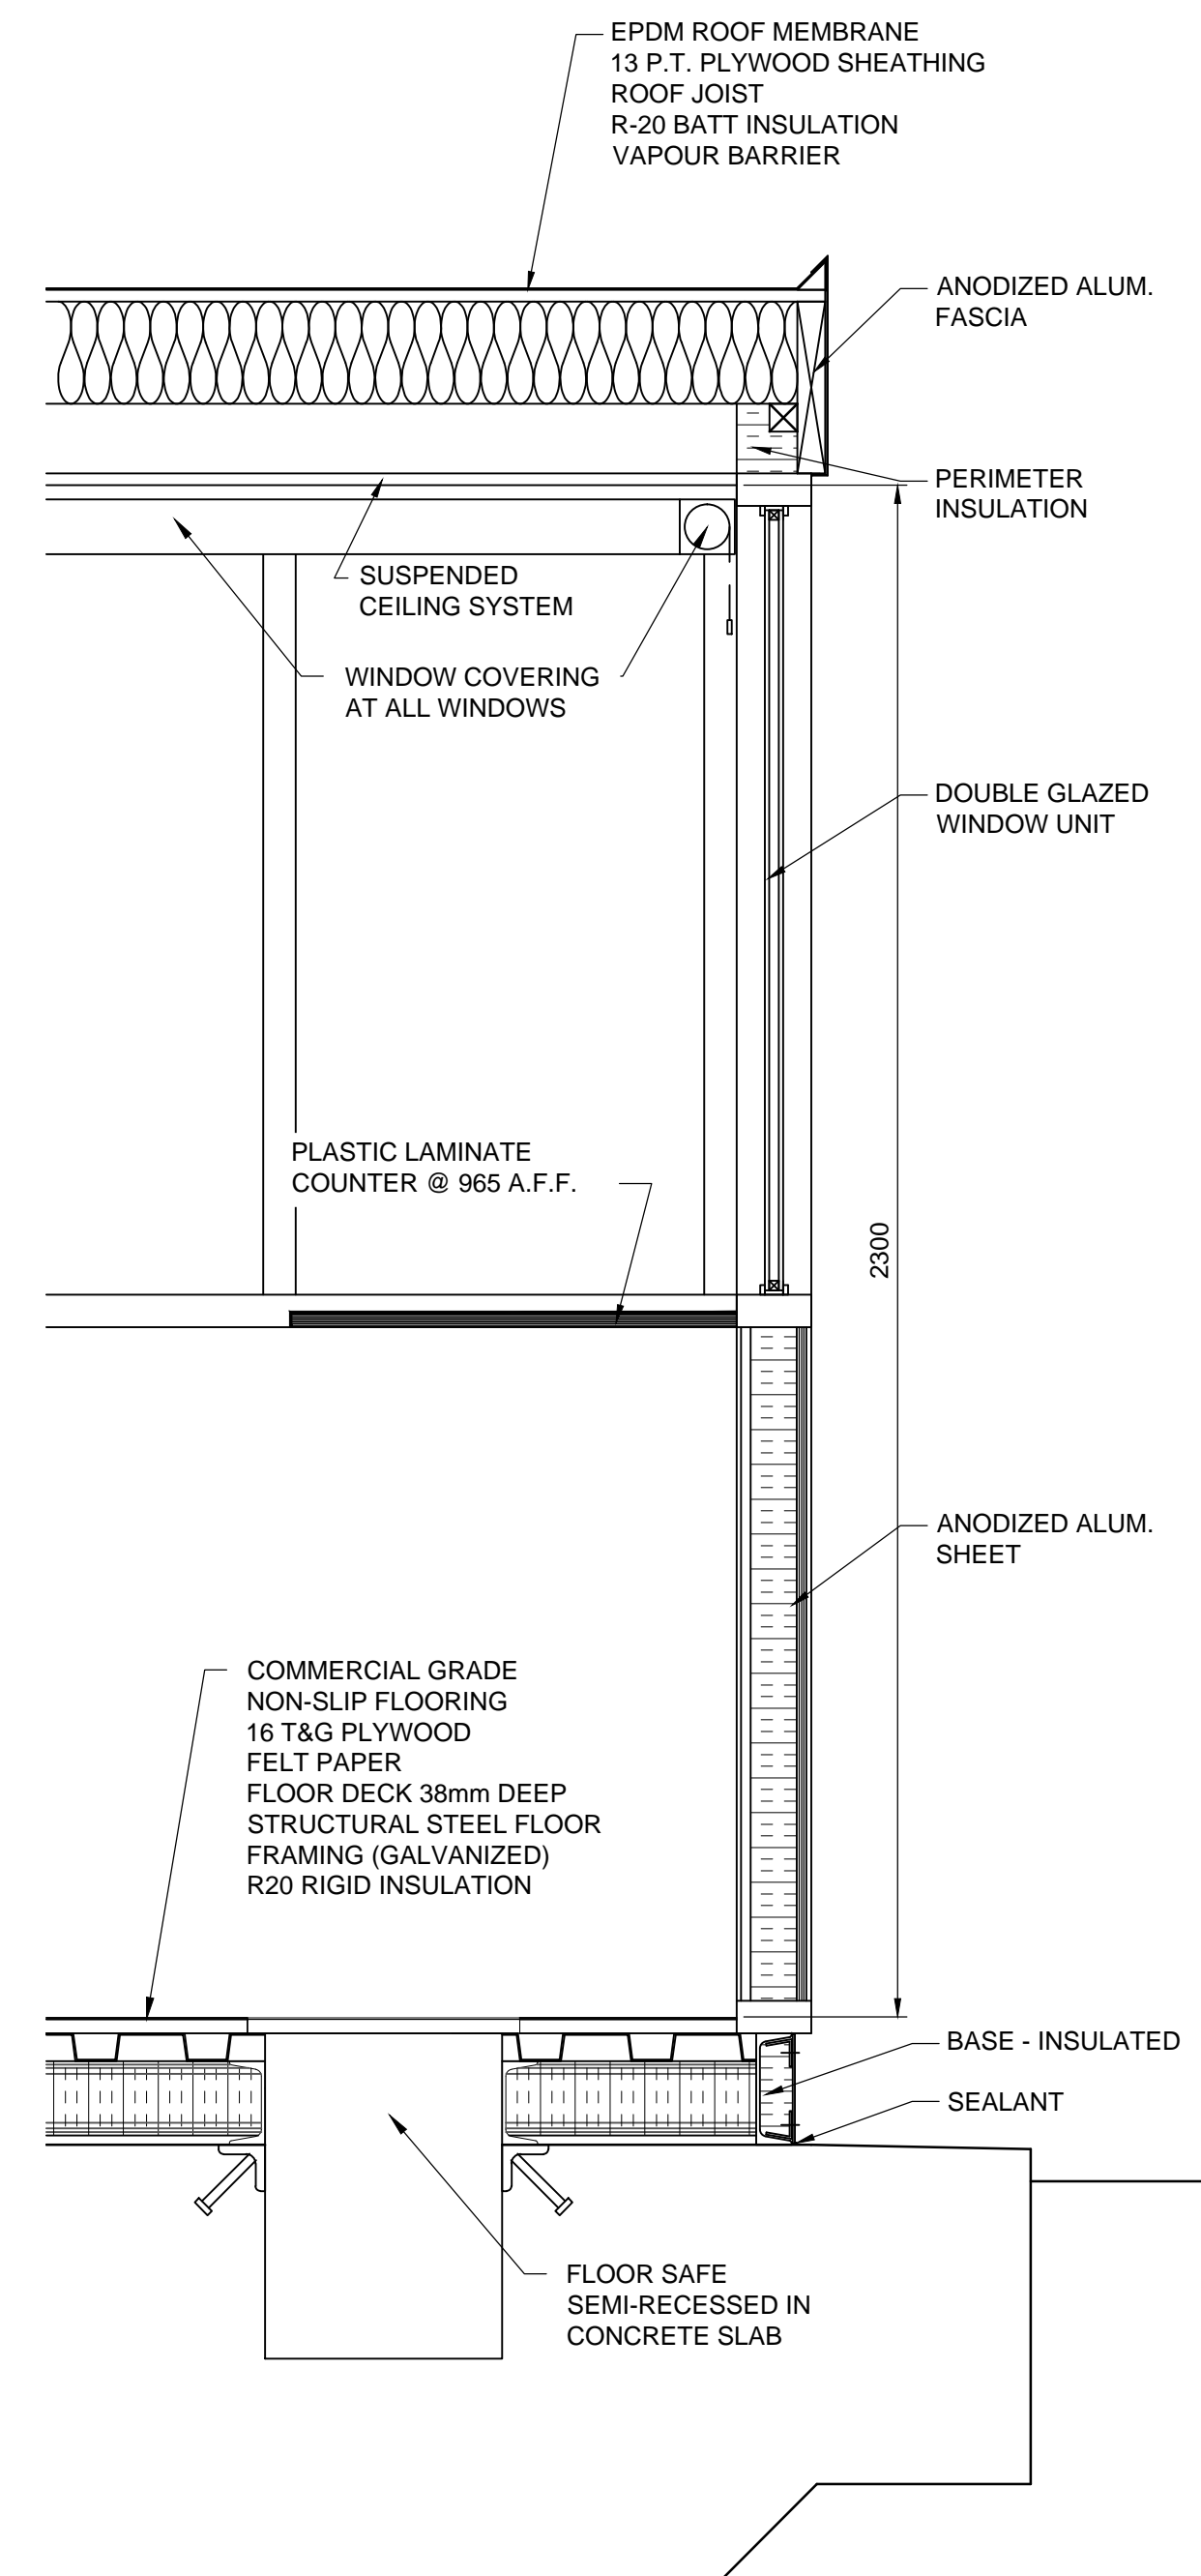 EPDM ROOF MEMBRANE
13 P.T. PLYWOOD SHEATHING
ROOF JOIST
R-20 BATT INSULATION
VAPOUR BARRIER
ANODIZED ALUM.
FASCIA
PERIMETER
INSULATION
SUSPENDED
CEILING SYSTEM
WINDOW COVERING
AT ALL WINDOWS
DOUBLE GLAZED
WINDOW UNIT
PLASTIC LAMINATE
COUNTER @ 965 A.F.F.
2300
ANODIZED ALUM.
SHEET
COMMERCIAL GRADE
NON-SLIP FLOORING
16 T&G PLYWOOD
FELT PAPER
FLOOR DECK 38mm DEEP
STRUCTURAL STEEL FLOOR
FRAMING (GALVANIZED)
R20 RIGID INSULATION
BASE - INSULATED
SEALANT
FLOOR SAFE
SEMI-RECESSED IN
CONCRETE SLAB